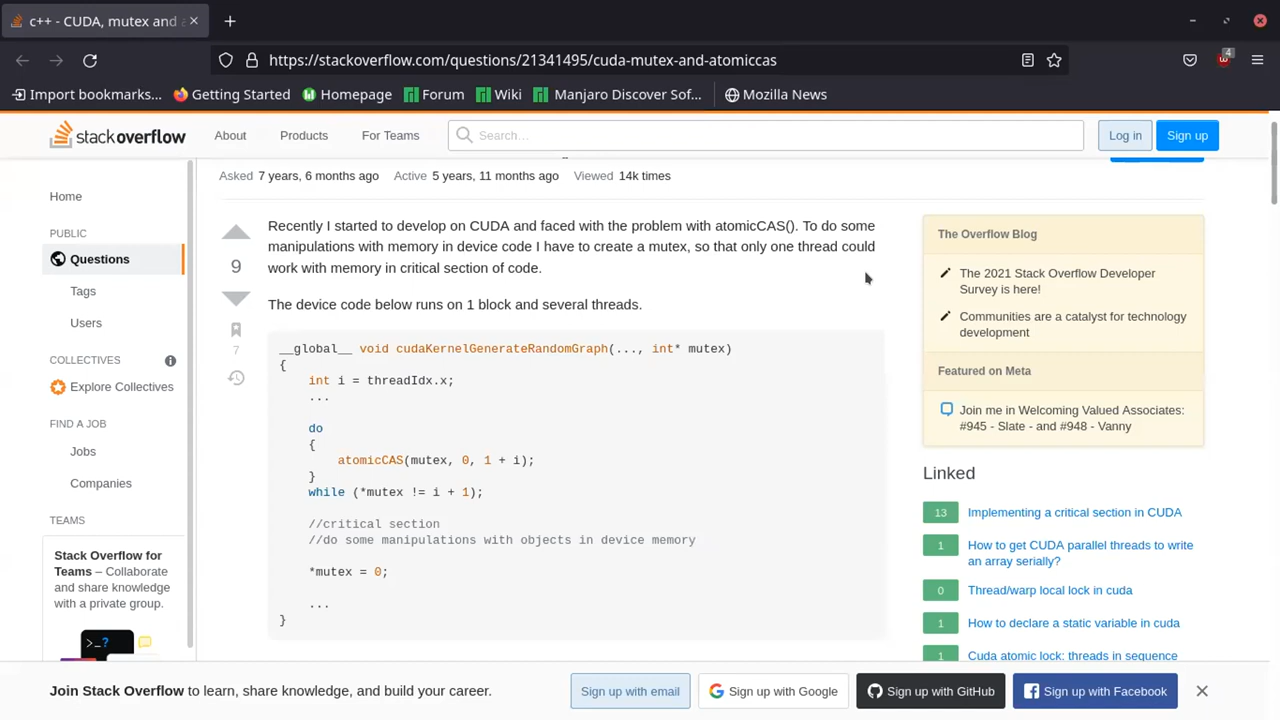 c++ - CUDA, mutex and a
https://stackoverflow.com/questions/21341495/cuda-mutex-and-atomiccas
4
Import bookmarks... Getting Started Homepage Forum Wiki Manjaro Discover Sof... Mozilla News
stackoverflow About Products For Teams Search... Log in Sign up
Asked 7 years, 6 months ago Active 5 years, 11 months ago Viewed 14k times
Home
PUBLIC
Questions
Tags
Users
COLLECTIVES
Explore Collectives
FIND A JOB
Jobs
Companies
TEAMS
Stack Overflow for
Teams – Collaborate
and share knowledge
with a private group.
>_?
9
7
Recently I started to develop on CUDA and faced with the problem with atomicCAS(). To do some
manipulations with memory in device code I have to create a mutex, so that only one thread could
work with memory in critical section of code.
The device code below runs on 1 block and several threads.
__global__ void cudaKernelGenerateRandomGraph(..., int* mutex)
{
int i = threadIdx.x;
...
do
{
atomicCAS(mutex, 0, 1 + i);
}
while (*mutex != i + 1);
//critical section
//do some manipulations with objects in device memory
*mutex = 0;
...
}
The Overflow Blog
The 2021 Stack Overflow Developer
Survey is here!
Communities are a catalyst for technology
development
Featured on Meta
Join me in Welcoming Valued Associates:
#945 - Slate - and #948 - Vanny
Linked
13 Implementing a critical section in CUDA
1 How to get CUDA parallel threads to write
an array serially?
0 Thread/warp local lock in cuda
1 How to declare a static variable in cuda
1 Cuda atomic lock: threads in sequence
Join Stack Overflow to learn, share knowledge, and build your career.
Sign up with email Sign up with Google Sign up with GitHub Sign up with Facebook